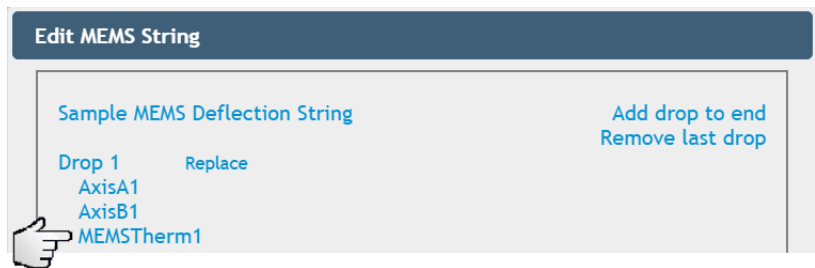 Edit MEMS String
Sample MEMS Deflection String
Add drop to end
Remove last drop
Drop 1 Replace
AxisA1
AxisB1
MEMSTherm1